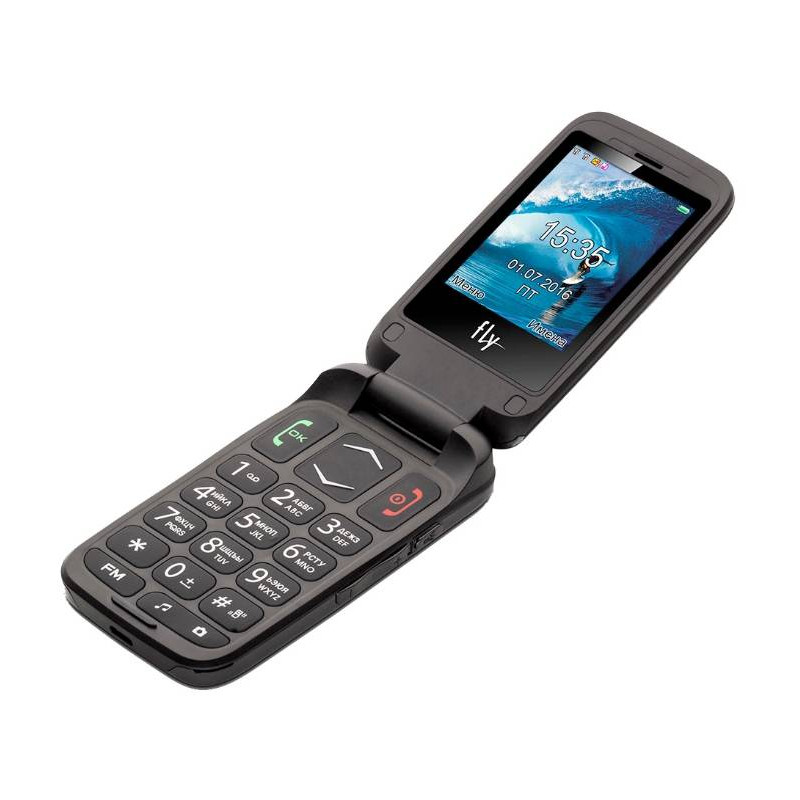 15:35
01.07.2016
ПТ
Меню
Имена
fly
OK
1
2 АБВГ
ABC
3 ДЕЖЗ
DEF
4 ИЙКЛ
GHI
5 МНОП
JKL
6 РСТУ
MNO
7 ФХЦЧ
PQRS
8 ШЩЪЫ
TUV
9 ЬЭЮЯ
WXYZ
*
0 ±
#
FM